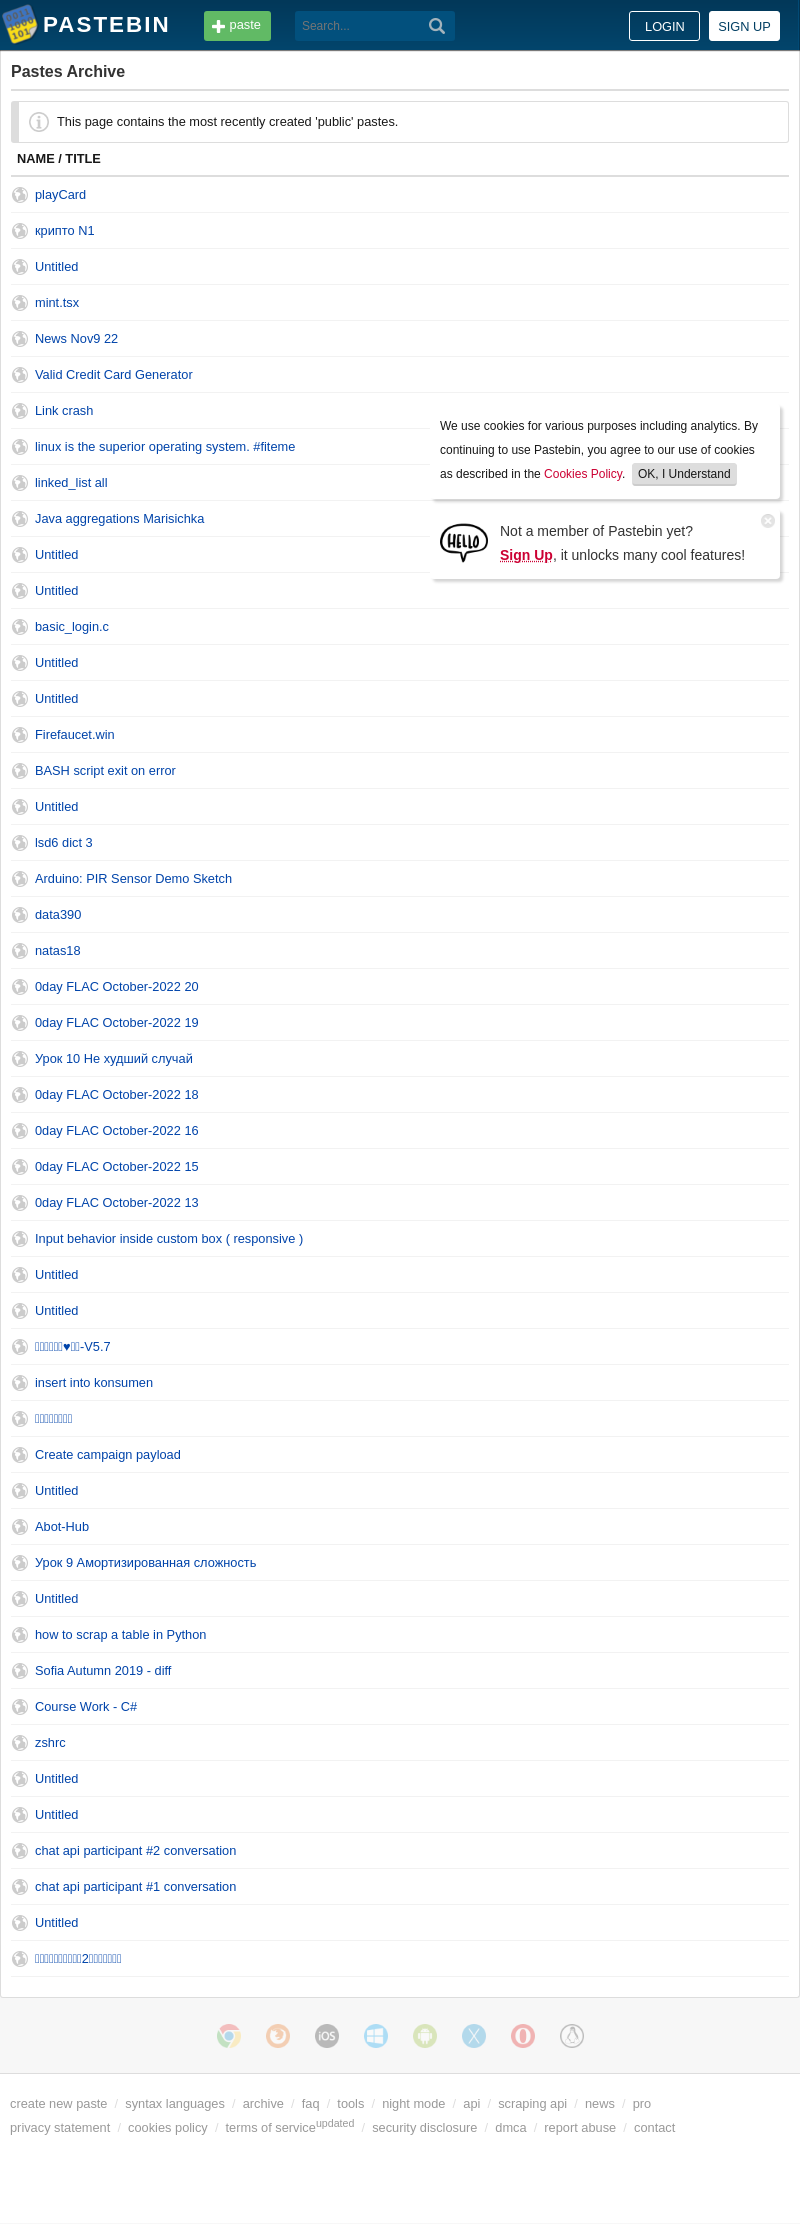 PASTEBIN
paste
Search...
LOGIN
SIGN UP
Pastes Archive
This page contains the most recently created 'public' pastes.
NAME / TITLE
playCard
крипто N1
Untitled
mint.tsx
News Nov9 22
Valid Credit Card Generator
Link crash
linux is the superior operating system. #fiteme
linked_list all
Java aggregations Marisichka
Untitled
Untitled
basic_login.c
Untitled
Untitled
Firefaucet.win
BASH script exit on error
Untitled
lsd6 dict 3
Arduino: PIR Sensor Demo Sketch
data390
natas18
0day FLAC October-2022 20
0day FLAC October-2022 19
Урок 10 Не худший случай
0day FLAC October-2022 18
0day FLAC October-2022 16
0day FLAC October-2022 15
0day FLAC October-2022 13
Input behavior inside custom box ( responsive )
Untitled
Untitled
♥ -V5.7
insert into konsumen
Create campaign payload
Untitled
Abot-Hub
Урок 9 Амортизированная сложность
Untitled
how to scrap a table in Python
Sofia Autumn 2019 - diff
Course Work - C#
zshrc
Untitled
Untitled
chat api participant #2 conversation
chat api participant #1 conversation
Untitled
2
We use cookies for various purposes including analytics. By
continuing to use Pastebin, you agree to our use of cookies
as described in the Cookies Policy. OK, I Understand
HELLO
Not a member of Pastebin yet?
Sign Up, it unlocks many cool features!
iOS
create new paste / syntax languages / archive / faq / tools / night mode / api / scraping api / news / pro
privacy statement / cookies policy / terms of service updated / security disclosure / dmca / report abuse / contact